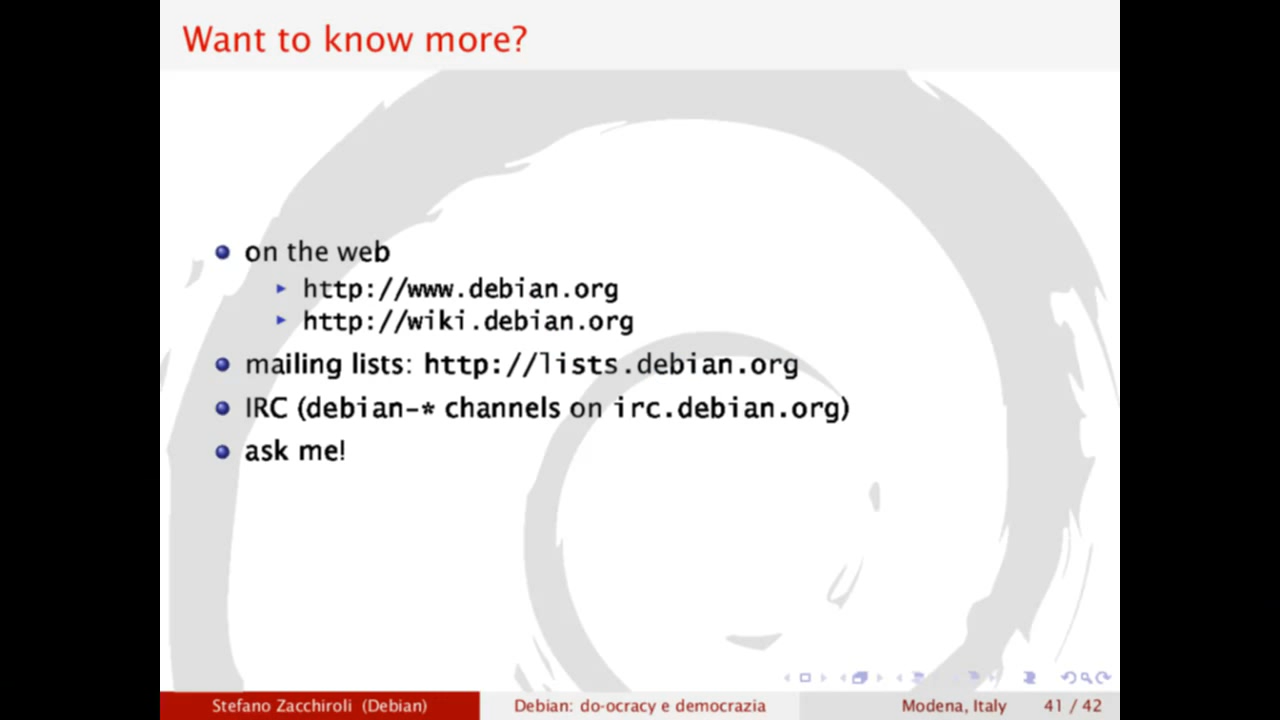 Want to know more?
on the web
http://www.debian.org
http://wiki.debian.org
mailing lists: http://lists.debian.org
IRC (debian-* channels on irc.debian.org)
ask me!
Stefano Zacchiroli (Debian)
Debian: do-ocracy e democrazia
Modena, Italy
41 / 42